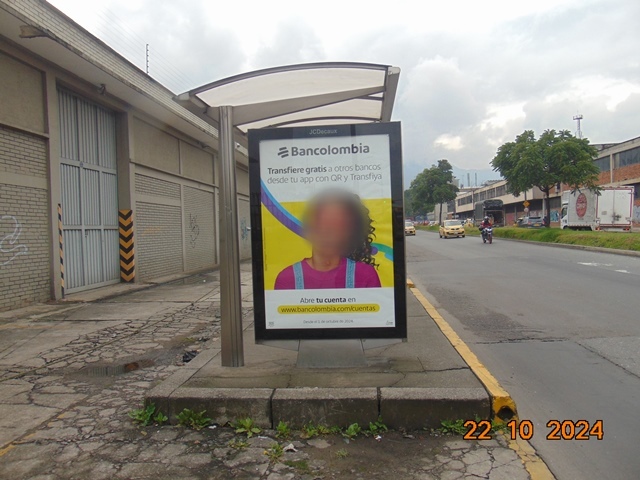 JCDecaux
Bancolombia
Transfiere gratis a otros bancos
desde tu app con QR y Transfiya
Abre tu cuenta en
www.bancolombia.com/cuentas
22 10 2024